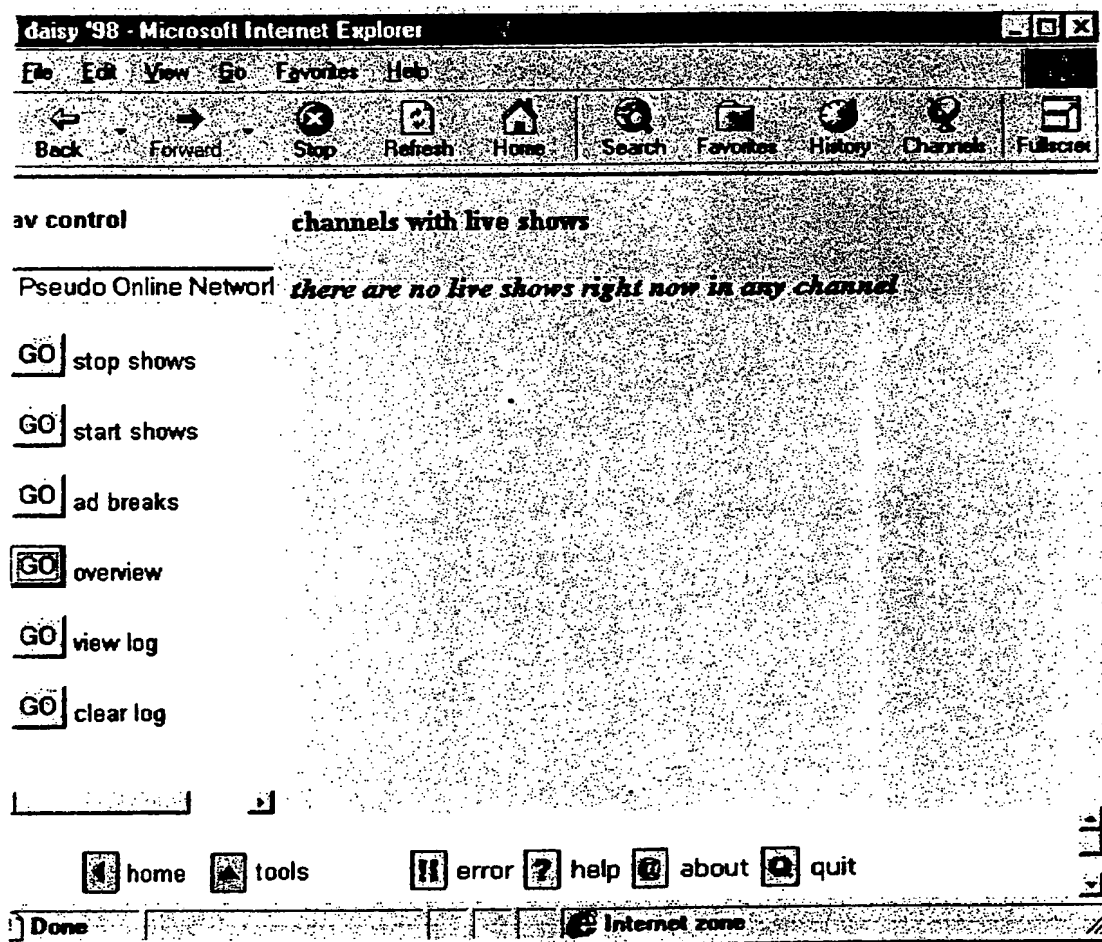 daisy '98 - Microsoft Internet Explorer
File Edit View Go Favorites Help
Back Forward Stop Refresh Home Search Favorites History Channels Fullscree
av control
channels with live shows
Pseudo Online Networl
there are no live shows right now in any channel
GO stop shows
GO start shows
GO ad breaks
GO overview
GO view log
GO clear log
home tools !! error ? help @ about quit
Done Internet zone